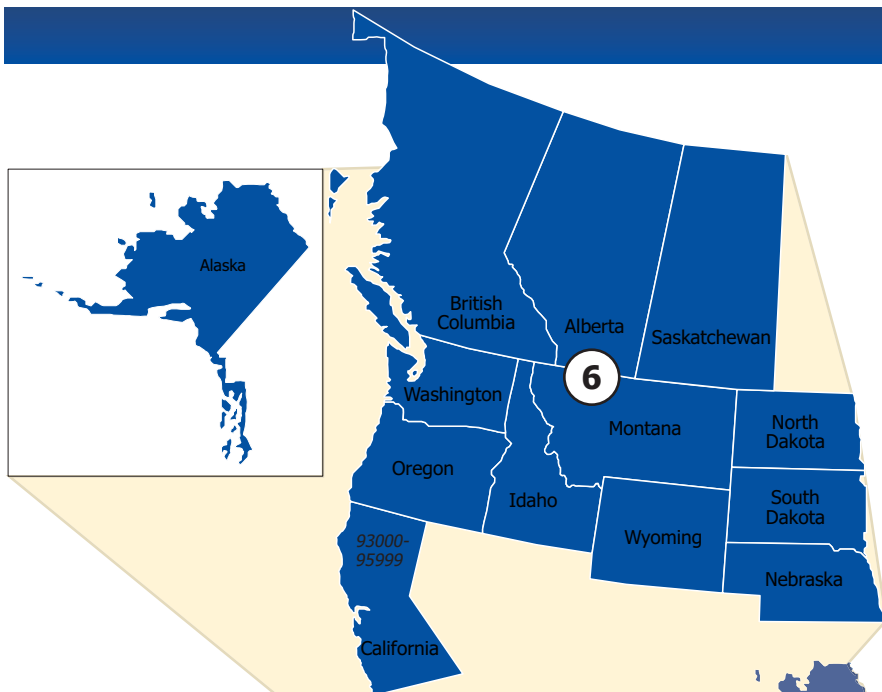 Alaska
British
Columbia
Alberta
Saskatchewan
6
Washington
Montana
North
Dakota
Oregon
Idaho
South
Dakota
Wyoming
93000-
95999
Nebraska
California